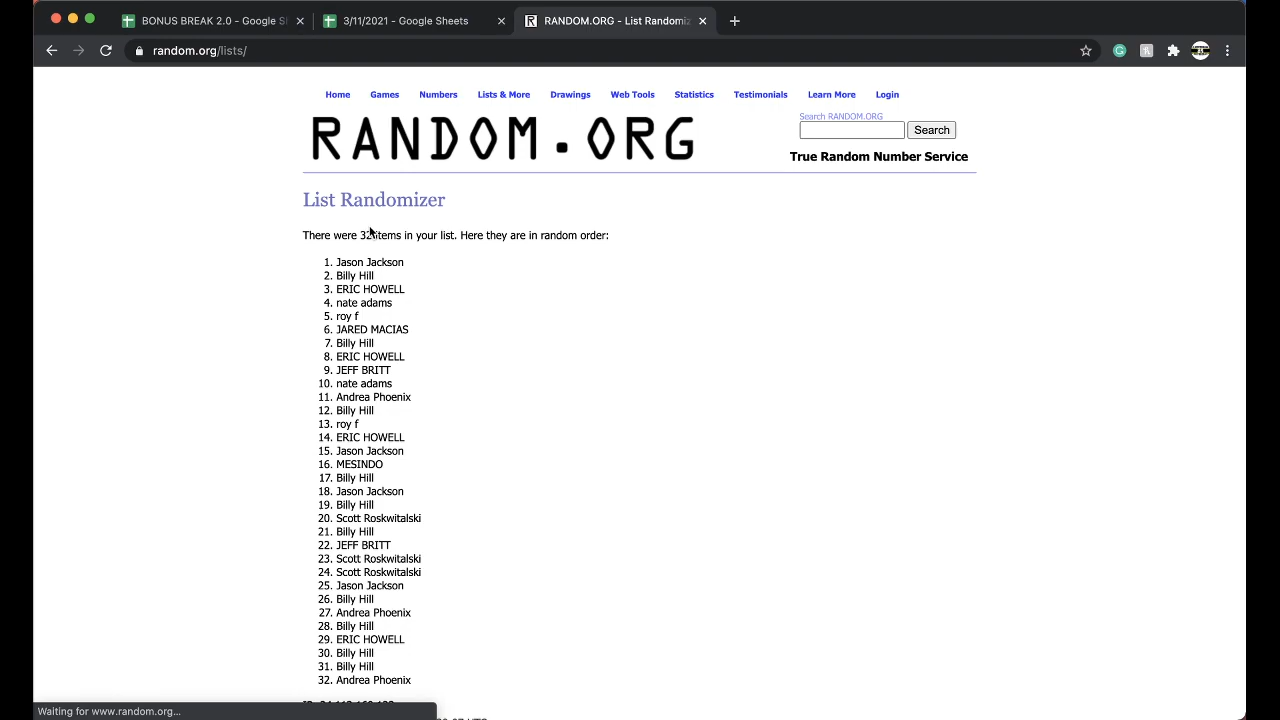 BONUS BREAK 2.0 - Google Sh
3/11/2021 - Google Sheets
RANDOM.ORG - List Randomiz
random.org/lists/
Home Games Numbers Lists & More Drawings Web Tools Statistics Testimonials Learn More Login
Search RANDOM.ORG
RANDOM.ORG
Search
True Random Number Service
List Randomizer
There were 32 items in your list. Here they are in random order:
1. Jason Jackson
2. Billy Hill
3. ERIC HOWELL
4. nate adams
5. roy f
6. JARED MACIAS
7. Billy Hill
8. ERIC HOWELL
9. JEFF BRITT
10. nate adams
11. Andrea Phoenix
12. Billy Hill
13. roy f
14. ERIC HOWELL
15. Jason Jackson
16. MESINDO
17. Billy Hill
18. Jason Jackson
19. Billy Hill
20. Scott Roskwitalski
21. Billy Hill
22. JEFF BRITT
23. Scott Roskwitalski
24. Scott Roskwitalski
25. Jason Jackson
26. Billy Hill
27. Andrea Phoenix
28. Billy Hill
29. ERIC HOWELL
30. Billy Hill
31. Billy Hill
32. Andrea Phoenix
Waiting for www.random.org...